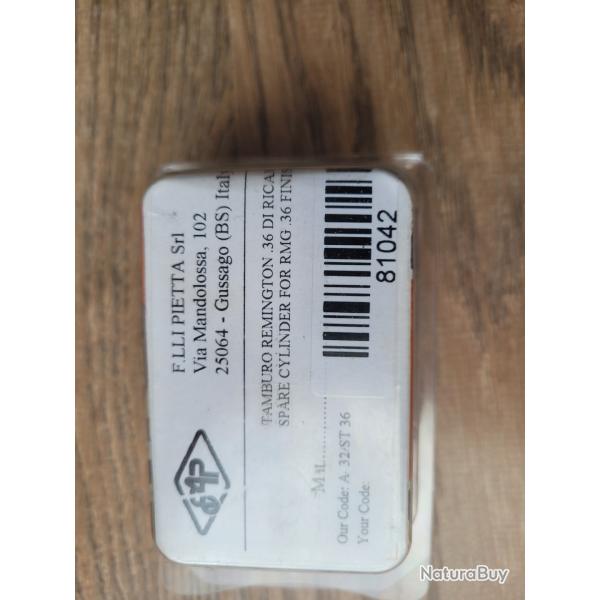 F.LLI PIETTA Srl
Via Mandolossa, 102
25064 - Gussago (BS) Italy
TAMBURO REMINGTON .36 DI RICA
SPARE CYLINDER FOR RMG .36 FINIS
Our Code: A 32/ST 36
Your Code:
81042
NaturaBuy